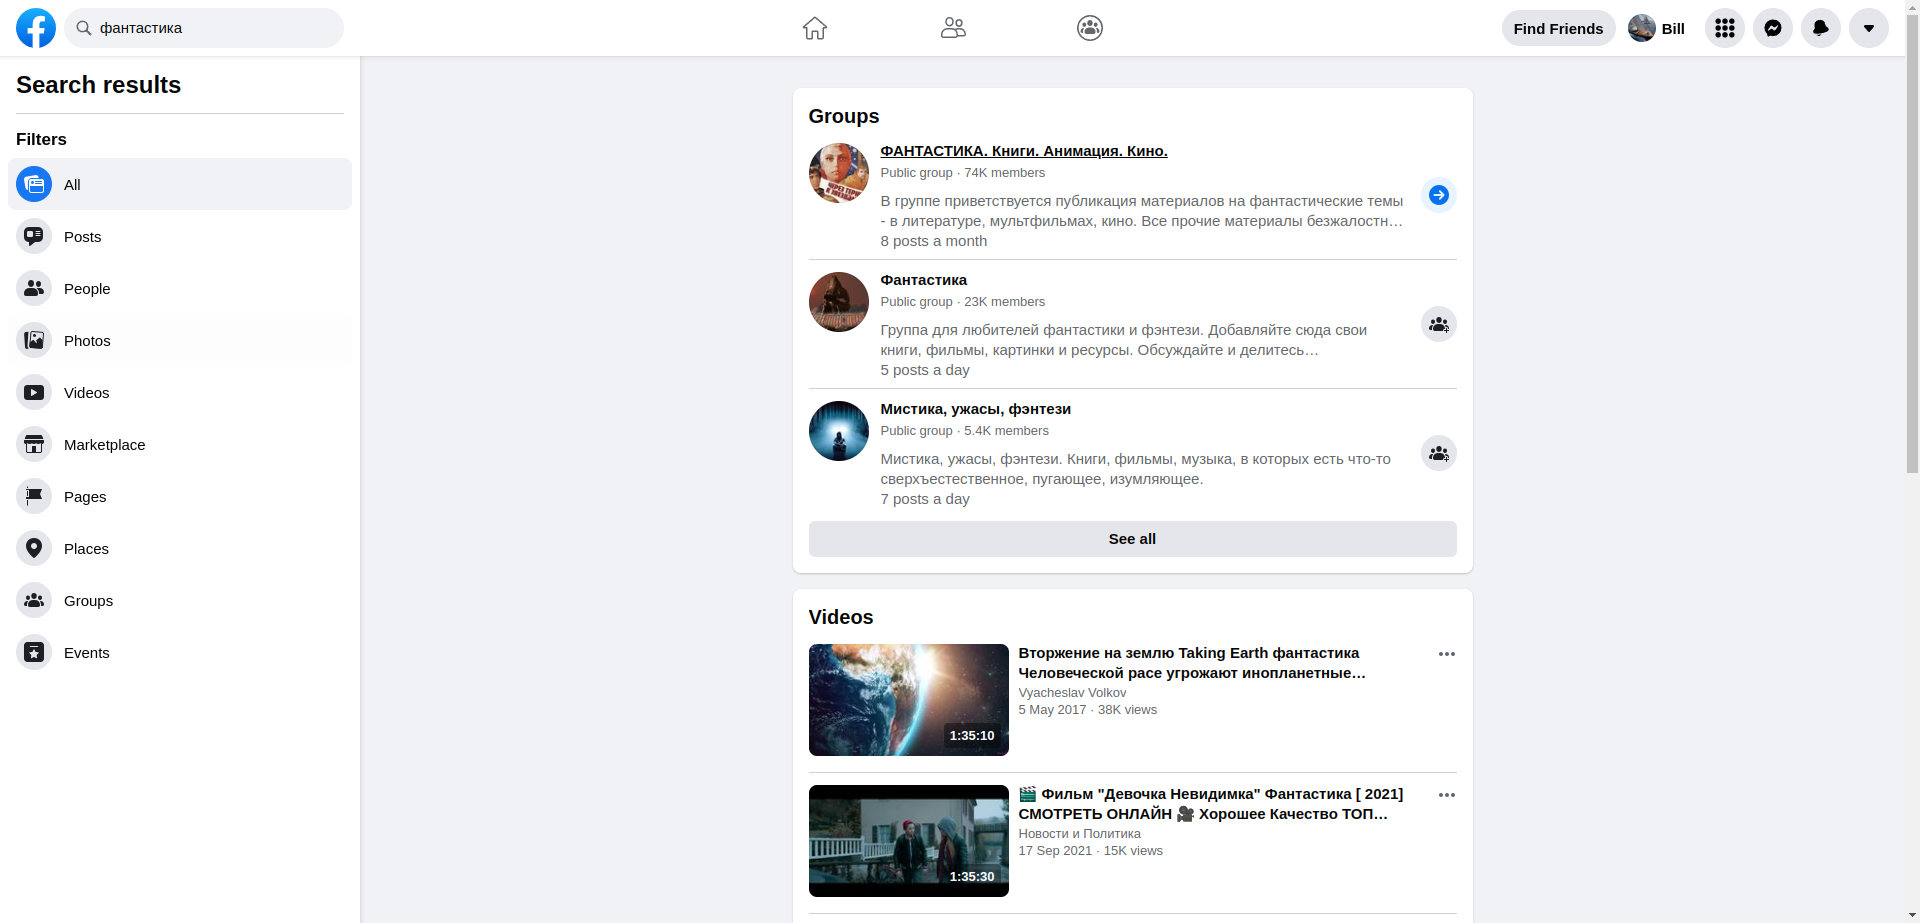 фантастика
Find Friends
Bill
Search results
Filters
All
Posts
People
Photos
Videos
Marketplace
Pages
Places
Groups
Events
Groups
ФАНТАСТИКА. Книги. Анимация. Кино.
Public group · 74K members
В группе приветствуется публикация материалов на фантастические темы
- в литературе, мультфильмах, кино. Все прочие материалы безжалостн…
8 posts a month
Фантастика
Public group · 23K members
Группа для любителей фантастики и фэнтези. Добавляйте сюда свои
книги, фильмы, картинки и ресурсы. Обсуждайте и делитесь…
5 posts a day
Мистика, ужасы, фэнтези
Public group · 5.4K members
Мистика, ужасы, фэнтези. Книги, фильмы, музыка, в которых есть что-то
сверхъестественное, пугающее, изумляющее.
7 posts a day
See all
Videos
Вторжение на землю Taking Earth фантастика
Человеческой расе угрожают инопланетные…
Vyacheslav Volkov
5 May 2017 · 38K views
1:35:10
🎬 Фильм "Девочка Невидимка" Фантастика [ 2021]
СМОТРЕТЬ ОНЛАЙН 🎥 Хорошее Качество ТОП…
Новости и Политика
17 Sep 2021 · 15K views
1:35:30